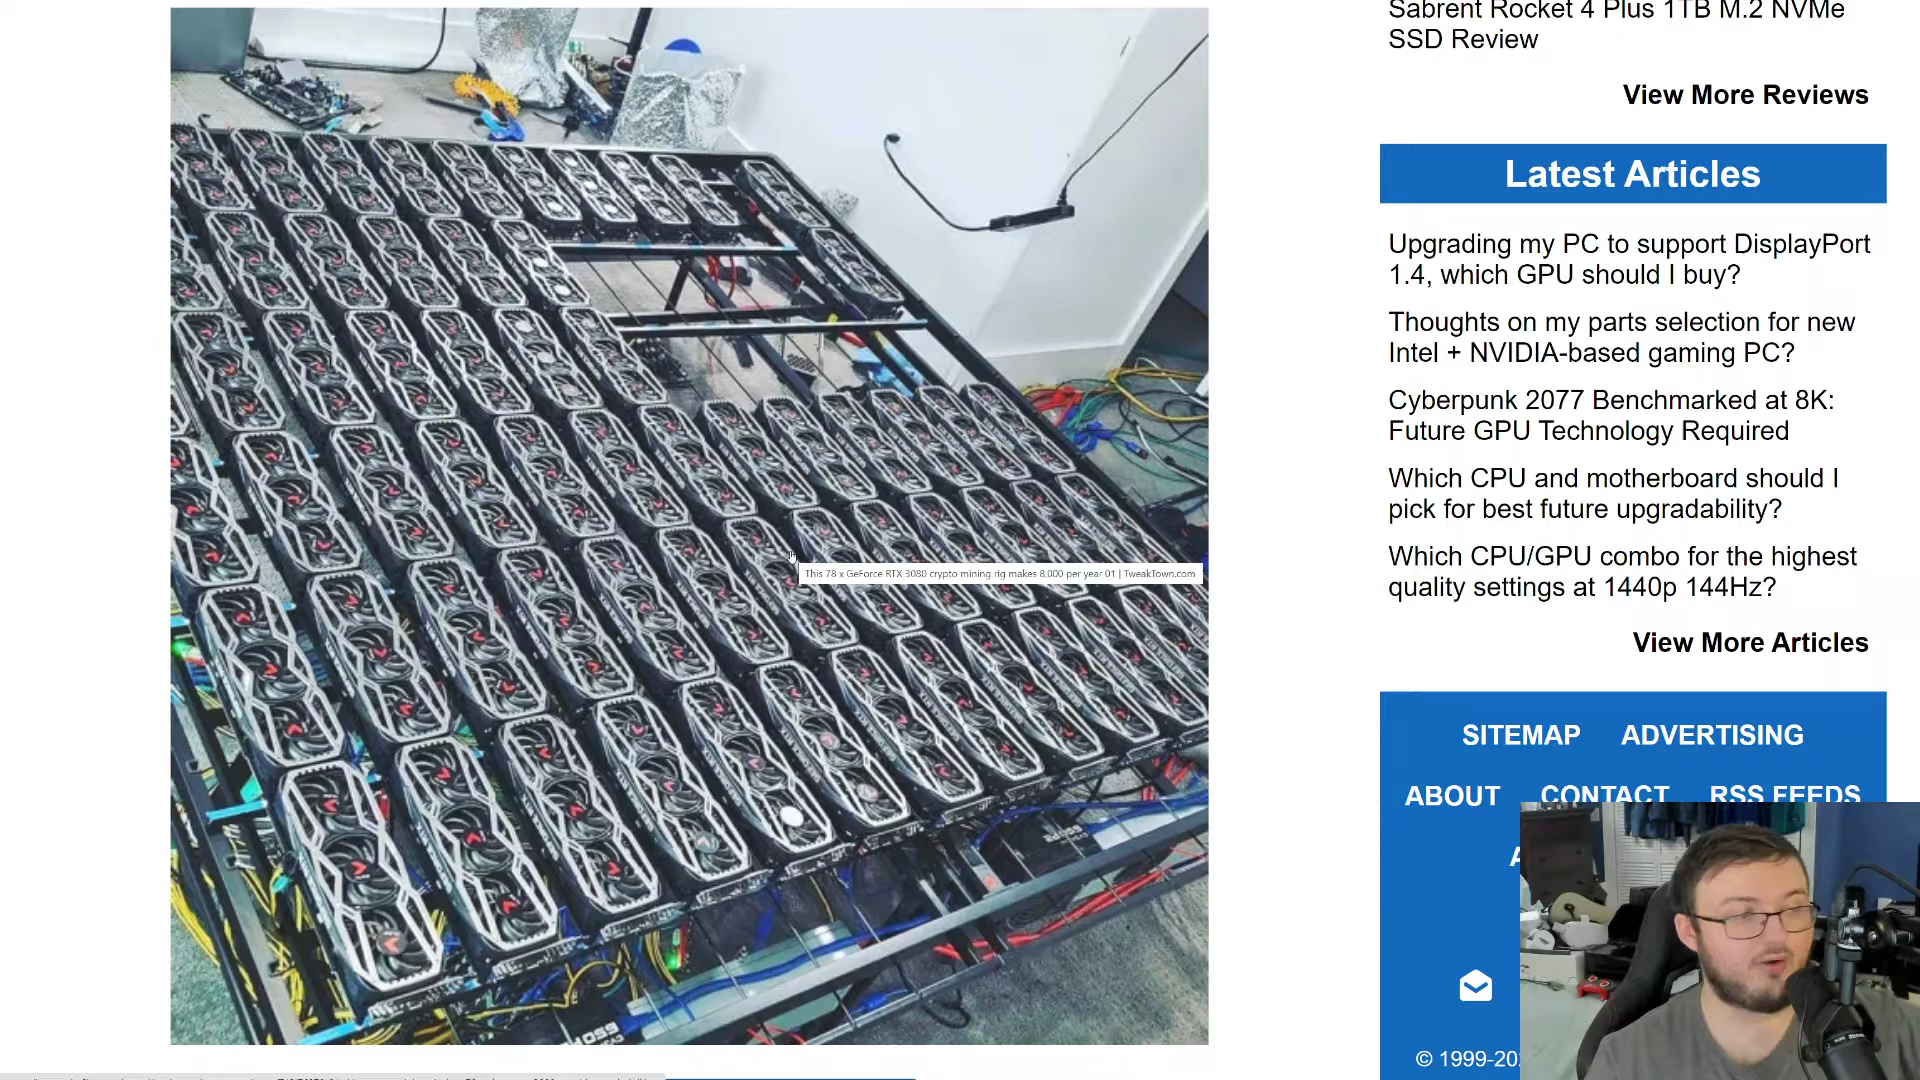 Sabrent Rocket 4 Plus 1TB M.2 NVMe
SSD Review
View More Reviews
Latest Articles
Upgrading my PC to support DisplayPort
1.4, which GPU should I buy?
Thoughts on my parts selection for new
Intel + NVIDIA-based gaming PC?
Cyberpunk 2077 Benchmarked at 8K:
Future GPU Technology Required
Which CPU and motherboard should I
pick for best future upgradability?
This 78 x GeForce RTX 3080 crypto mining rig makes 8,000 per year 01 | TweakTown.com
Which CPU/GPU combo for the highest
quality settings at 1440p 144Hz?
View More Articles
SITEMAP ADVERTISING
ABOUT CONTACT RSS FEEDS
© 1999-20